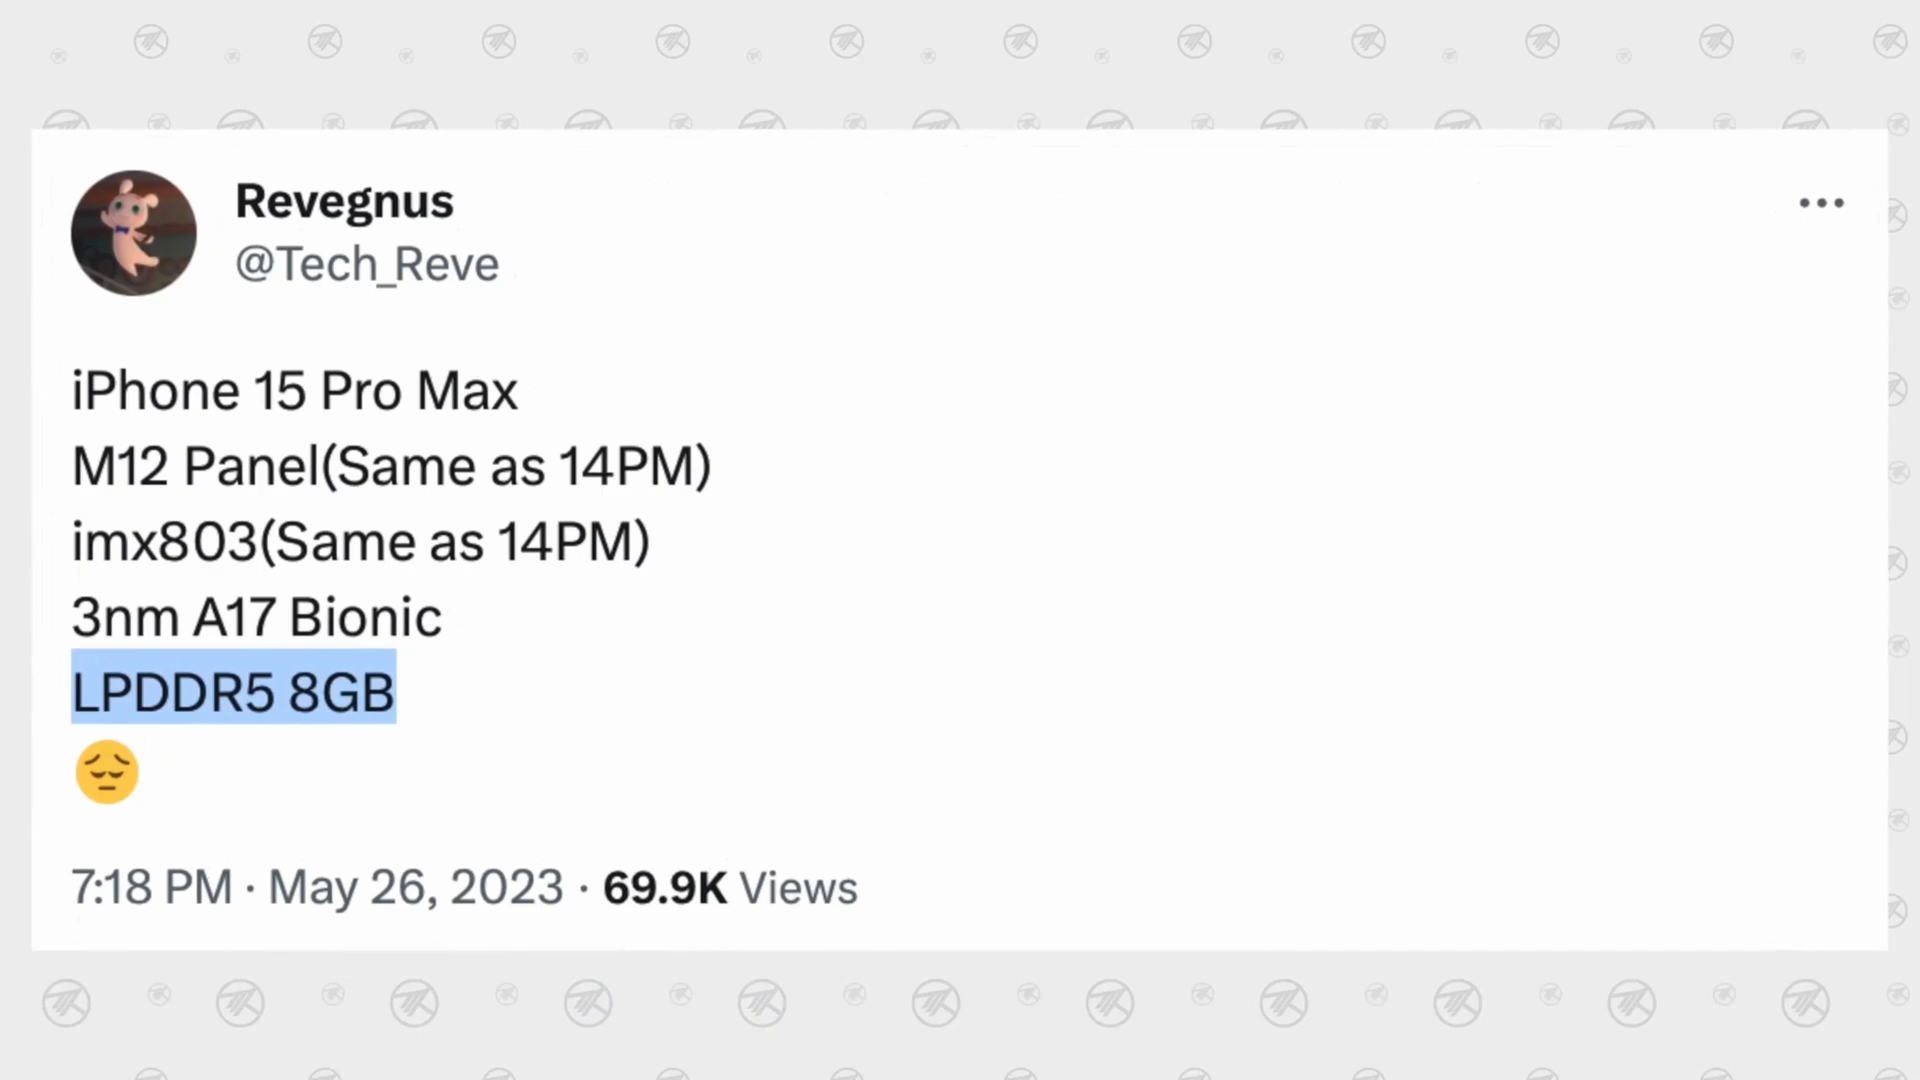 Revegnus
@Tech_Reve
iPhone 15 Pro Max
M12 Panel(Same as 14PM)
imx803(Same as 14PM)
3nm A17 Bionic
LPDDR5 8GB
😔
7:18 PM · May 26, 2023 · 69.9K Views